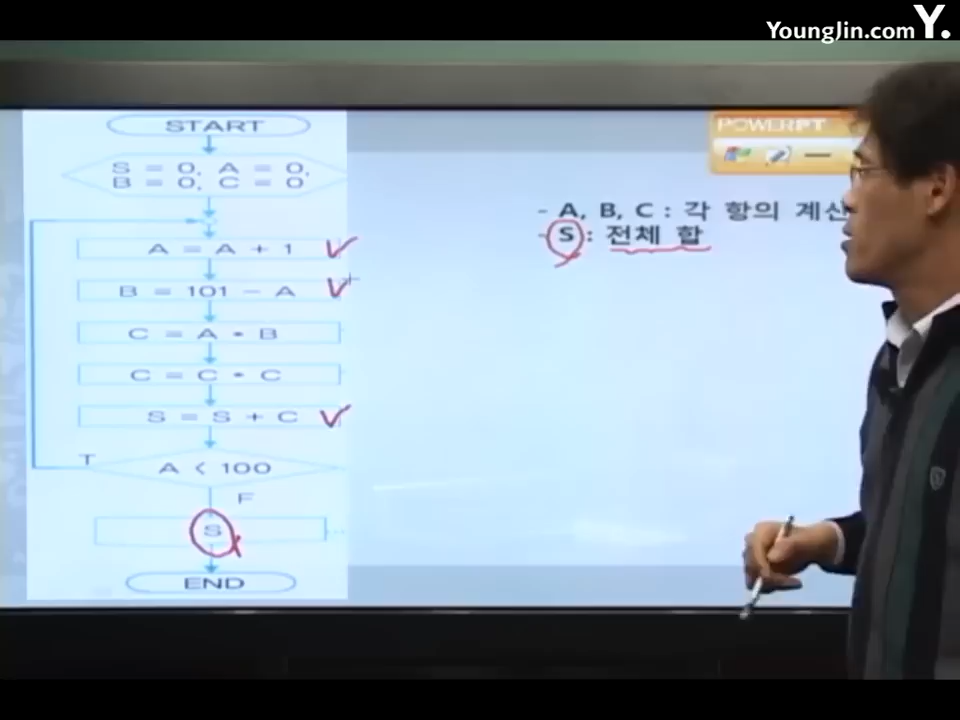 YoungJin.com Y.
POWERPT
START
S = 0, A = 0,
B = 0, C = 0
A = A + 1
B = 101 - A
C = A * B
C = C * C
S = S + C
T
A < 100
F
S
END
- A, B, C : 각 항의 계산
- S : 전체 합